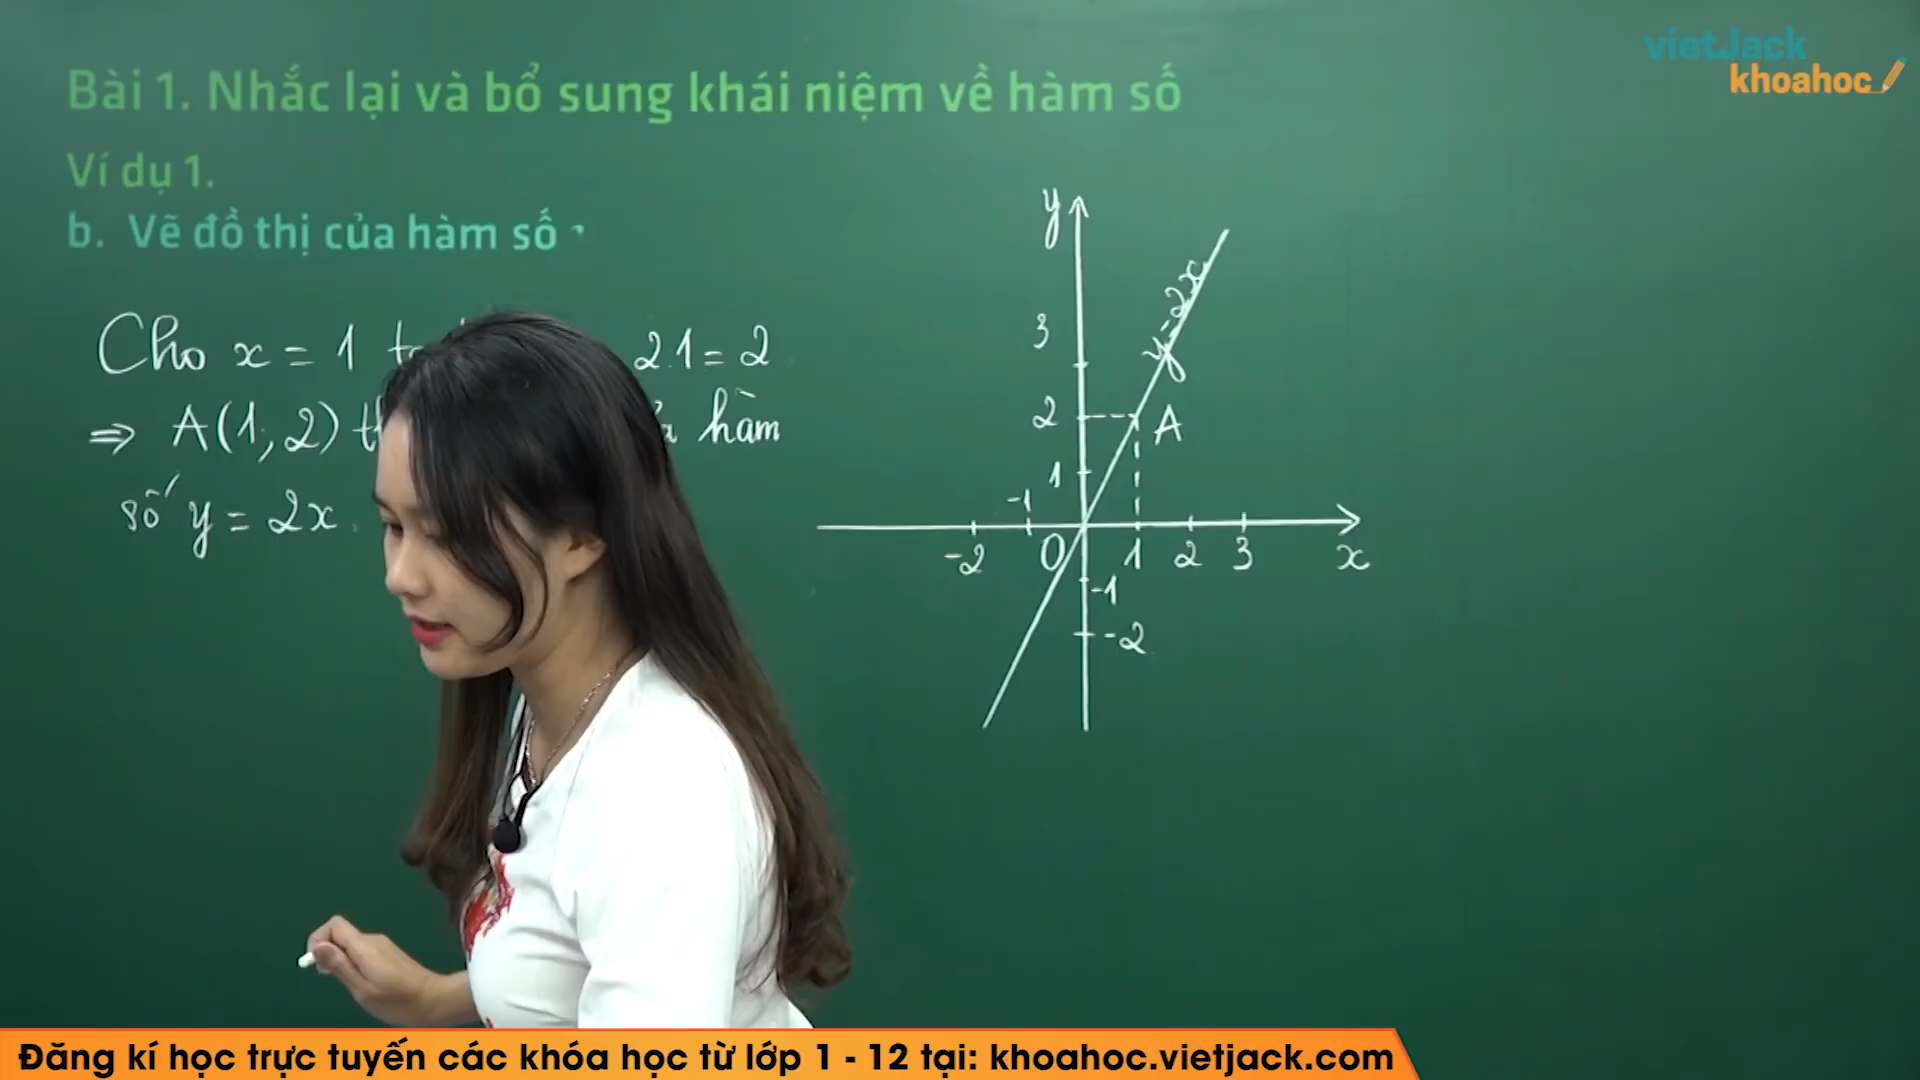 vietJack
khoahoc
Bài 1. Nhắc lại và bổ sung khái niệm về hàm số
Ví dụ 1.
b. Vẽ đồ thị của hàm số
Cho x = 1 2.1 = 2
⇒ A(1,2) hàm
số y = 2x.
y
y=2x
3
2 A
1
-1
-2 O 1 2 3 x
-1
-2
Đăng kí học trực tuyến các khóa học từ lớp 1 - 12 tại: khoahoc.vietjack.com